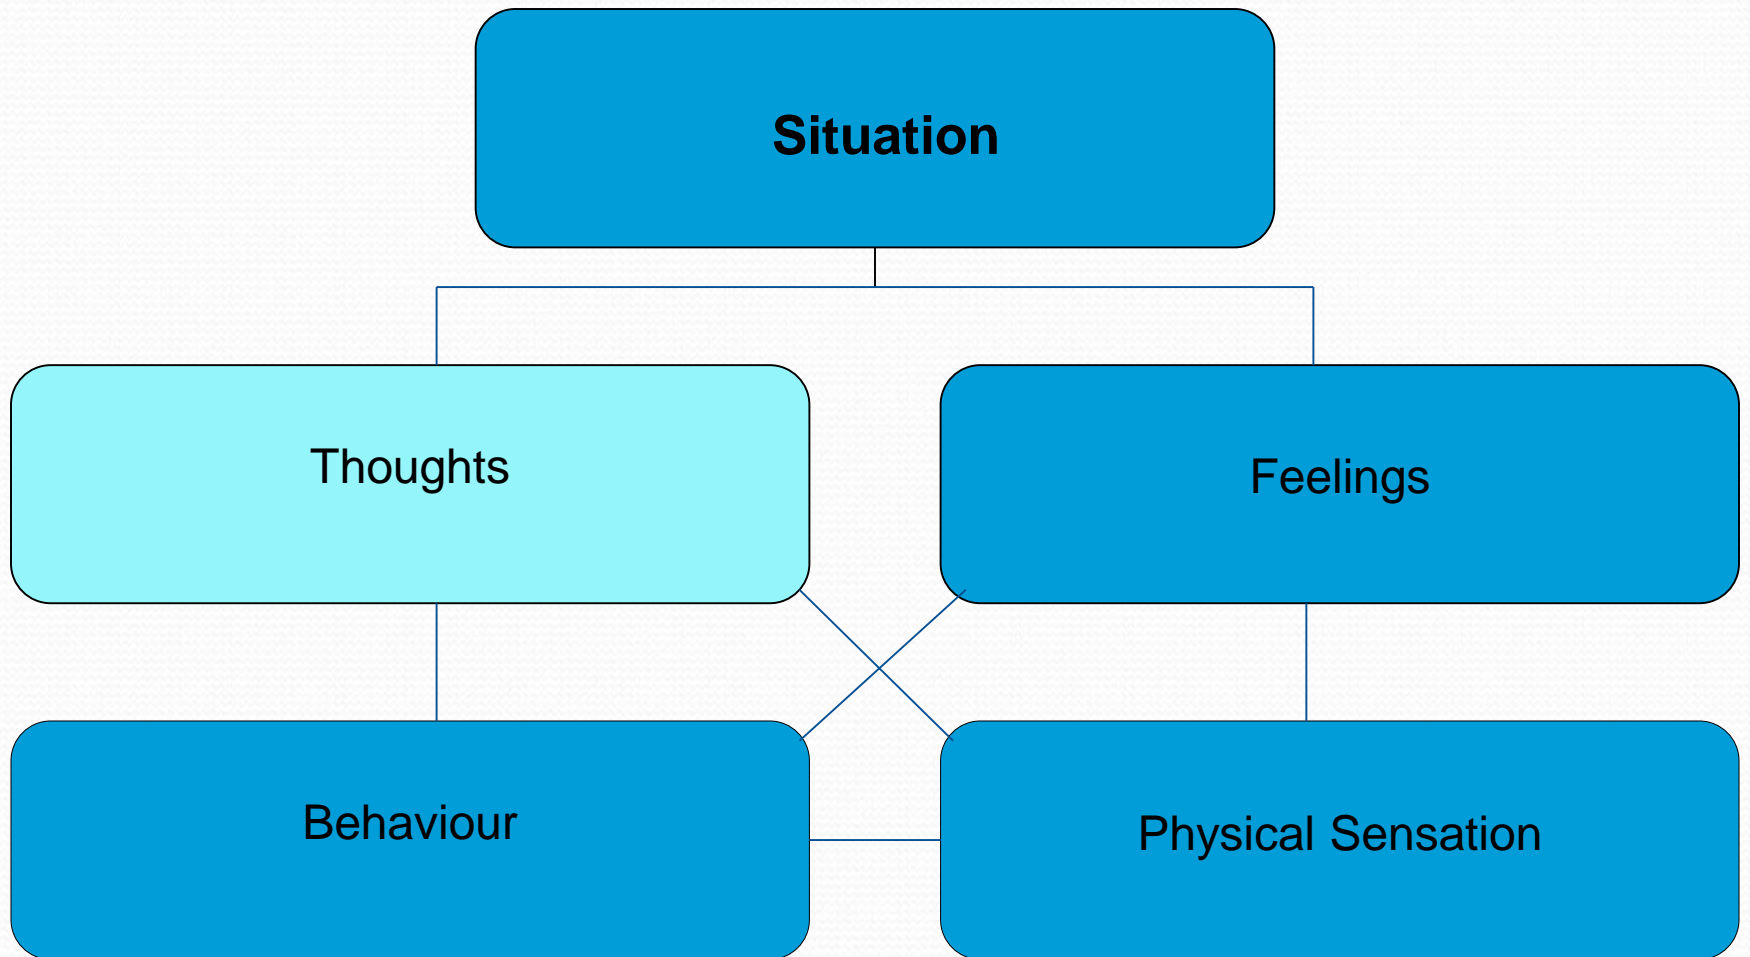 Situation
Thoughts
Feelings
Behaviour
Physical Sensation